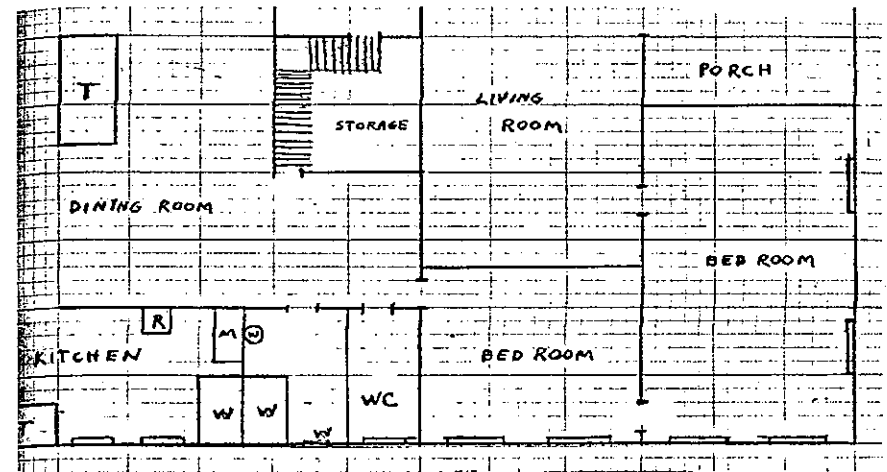 T
PORCH
LIVING
ROOM
STORAGE
DINING ROOM
BED ROOM
R
M
W
KITCHEN
BED ROOM
W
W
WC
T
W